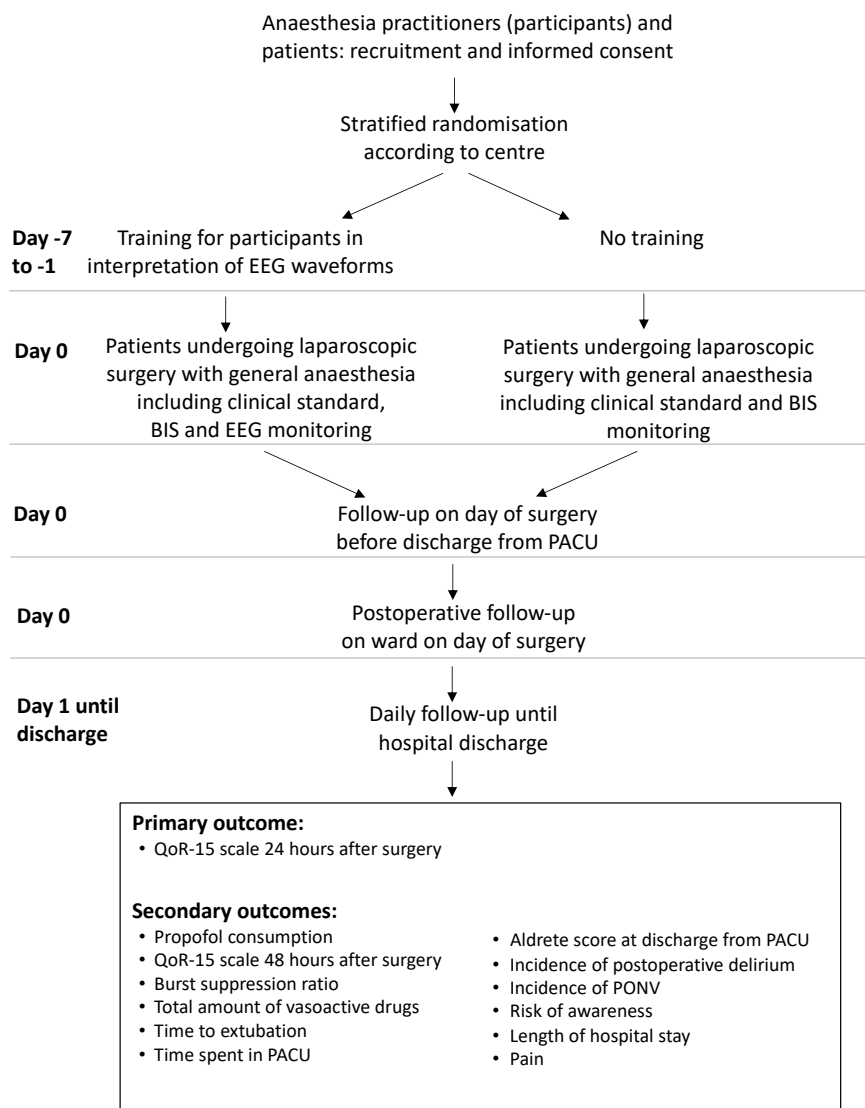 Anaesthesia practitioners (participants) and
patients: recruitment and informed consent
Stratified randomisation
according to centre
Day -7
to -1
Training for participants in
interpretation of EEG waveforms
No training
Day 0
Patients undergoing laparoscopic
surgery with general anaesthesia
including clinical standard,
BIS and EEG monitoring
Patients undergoing laparoscopic
surgery with general anaesthesia
including clinical standard and BIS
monitoring
Day 0
Follow-up on day of surgery
before discharge from PACU
Day 0
Postoperative follow-up
on ward on day of surgery
Day 1 until
discharge
Daily follow-up until
hospital discharge
Primary outcome:
• QoR-15 scale 24 hours after surgery
Secondary outcomes:
• Propofol consumption
• QoR-15 scale 48 hours after surgery
• Burst suppression ratio
• Total amount of vasoactive drugs
• Time to extubation
• Time spent in PACU
• Aldrete score at discharge from PACU
• Incidence of postoperative delirium
• Incidence of PONV
• Risk of awareness
• Length of hospital stay
• Pain